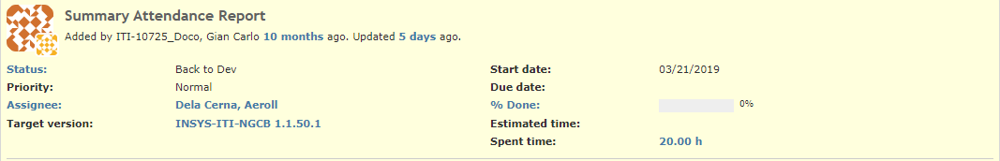 Summary Attendance Report
Added by ITI-10725_Doco, Gian Carlo 10 months ago. Updated 5 days ago.
Status: Back to Dev Start date: 03/21/2019
Priority: Normal Due date:
Assignee: Dela Cerna, Aeroll % Done: 0%
Target version: INSYS-ITI-NGCB 1.1.50.1 Estimated time:
Spent time: 20.00 h